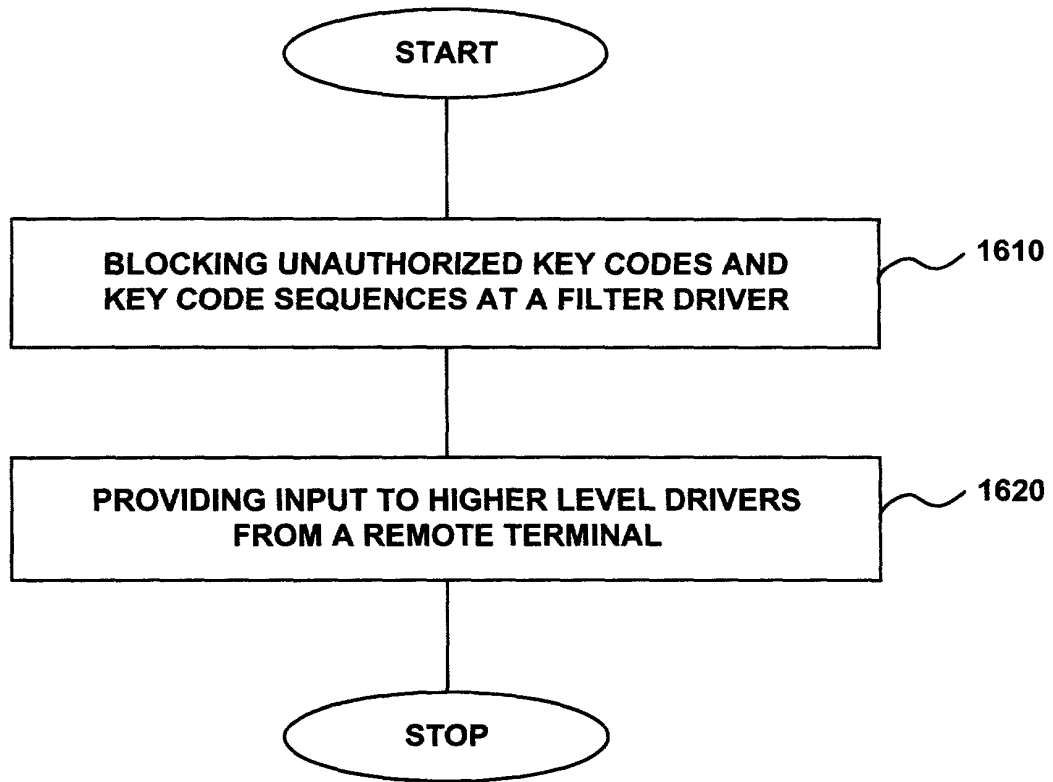 START
BLOCKING UNAUTHORIZED KEY CODES AND
KEY CODE SEQUENCES AT A FILTER DRIVER
1610
PROVIDING INPUT TO HIGHER LEVEL DRIVERS
FROM A REMOTE TERMINAL
1620
STOP